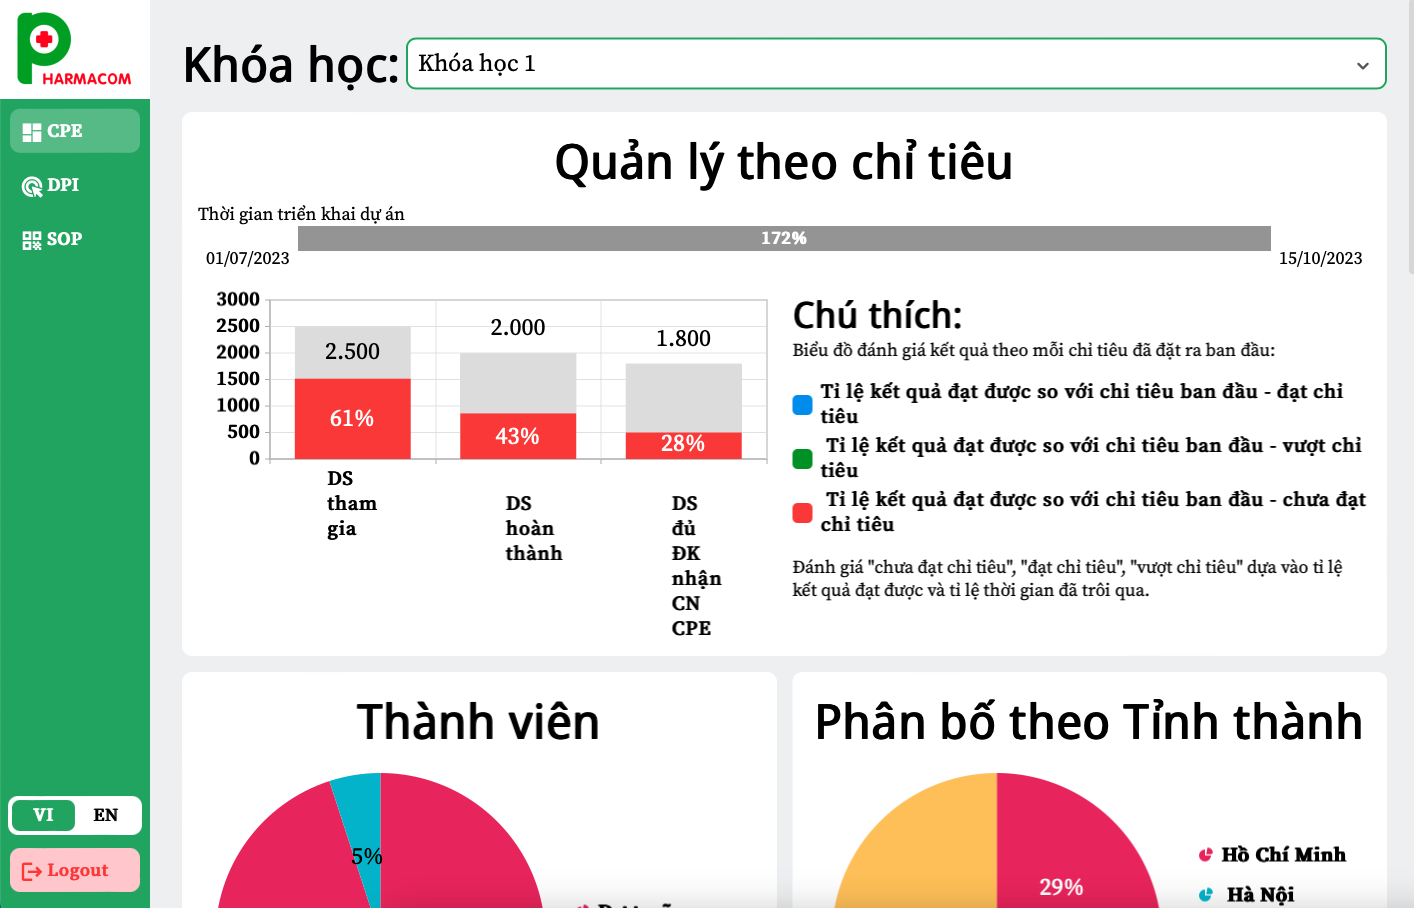 HARMACOM
CPE
DPI
SOP
VI EN
Logout
Khóa học:
Khóa học 1
Quản lý theo chỉ tiêu
Thời gian triển khai dự án
172%
01/07/2023
15/10/2023
3000
2500
2000
1500
1000
500
0
2.500
2.000
1.800
61%
43%
28%
DS
tham
gia
DS
hoàn
thành
DS
đủ
ĐK
nhận
CN
CPE
Chú thích:
Biểu đồ đánh giá kết quả theo mỗi chỉ tiêu đã đặt ra ban đầu:
Tỉ lệ kết quả đạt được so với chỉ tiêu ban đầu - đạt chỉ
tiêu
Tỉ lệ kết quả đạt được so với chỉ tiêu ban đầu - vượt chỉ
tiêu
Tỉ lệ kết quả đạt được so với chỉ tiêu ban đầu - chưa đạt
chỉ tiêu
Đánh giá "chưa đạt chỉ tiêu", "đạt chỉ tiêu", "vượt chỉ tiêu" dựa vào tỉ lệ
kết quả đạt được và tỉ lệ thời gian đã trôi qua.
Thành viên
5%
Phân bố theo Tỉnh thành
29%
Hồ Chí Minh
Hà Nội